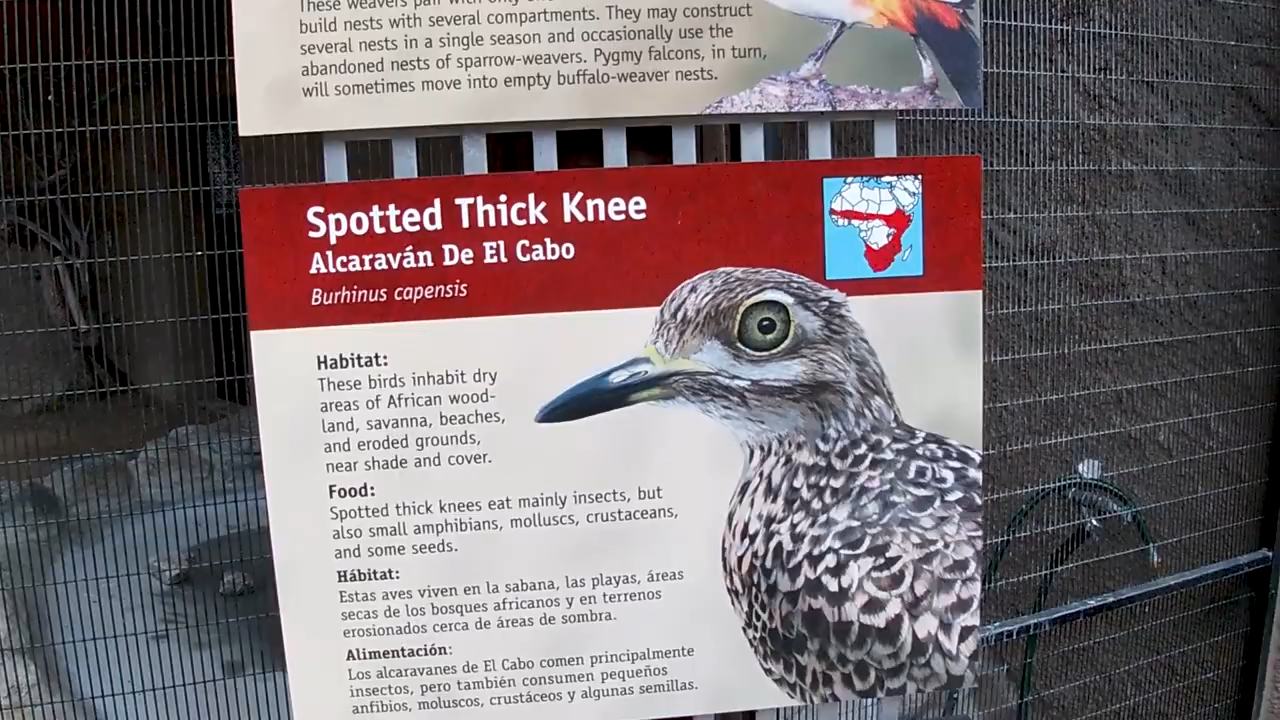 These weavers pair with only
build nests with several compartments. They may construct
several nests in a single season and occasionally use the
abandoned nests of sparrow-weavers. Pygmy falcons, in turn,
will sometimes move into empty buffalo-weaver nests.
Spotted Thick Knee
Alcaraván De El Cabo
Burhinus capensis
Habitat:
These birds inhabit dry
areas of African wood-
land, savanna, beaches,
and eroded grounds,
near shade and cover.
Food:
Spotted thick knees eat mainly insects, but
also small amphibians, molluscs, crustaceans,
and some seeds.
Hábitat:
Estas aves viven en la sabana, las playas, áreas
secas de los bosques africanos y en terrenos
erosionados cerca de áreas de sombra.
Alimentación:
Los alcaravanes de El Cabo comen principalmente
insectos, pero también consumen pequeños
anfibios, moluscos, crustáceos y algunas semillas.